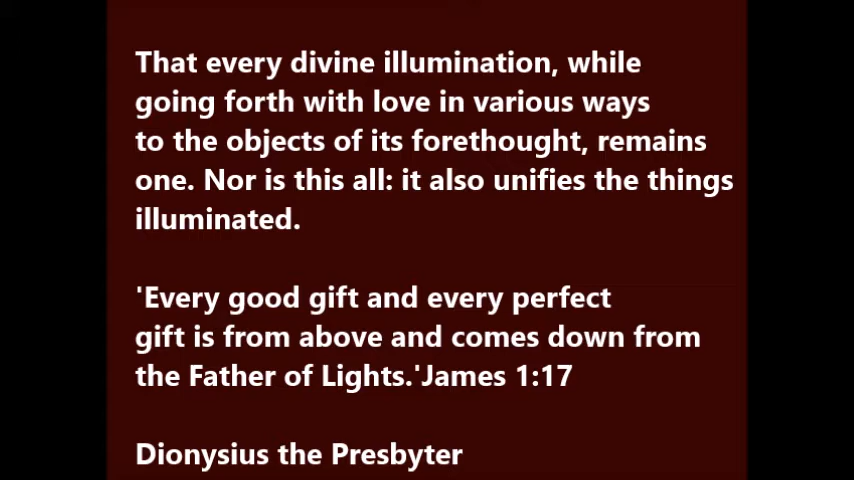 That every divine illumination, while
going forth with love in various ways
to the objects of its forethought, remains
one. Nor is this all: it also unifies the things
illuminated.
'Every good gift and every perfect
gift is from above and comes down from
the Father of Lights.'James 1:17
Dionysius the Presbyter